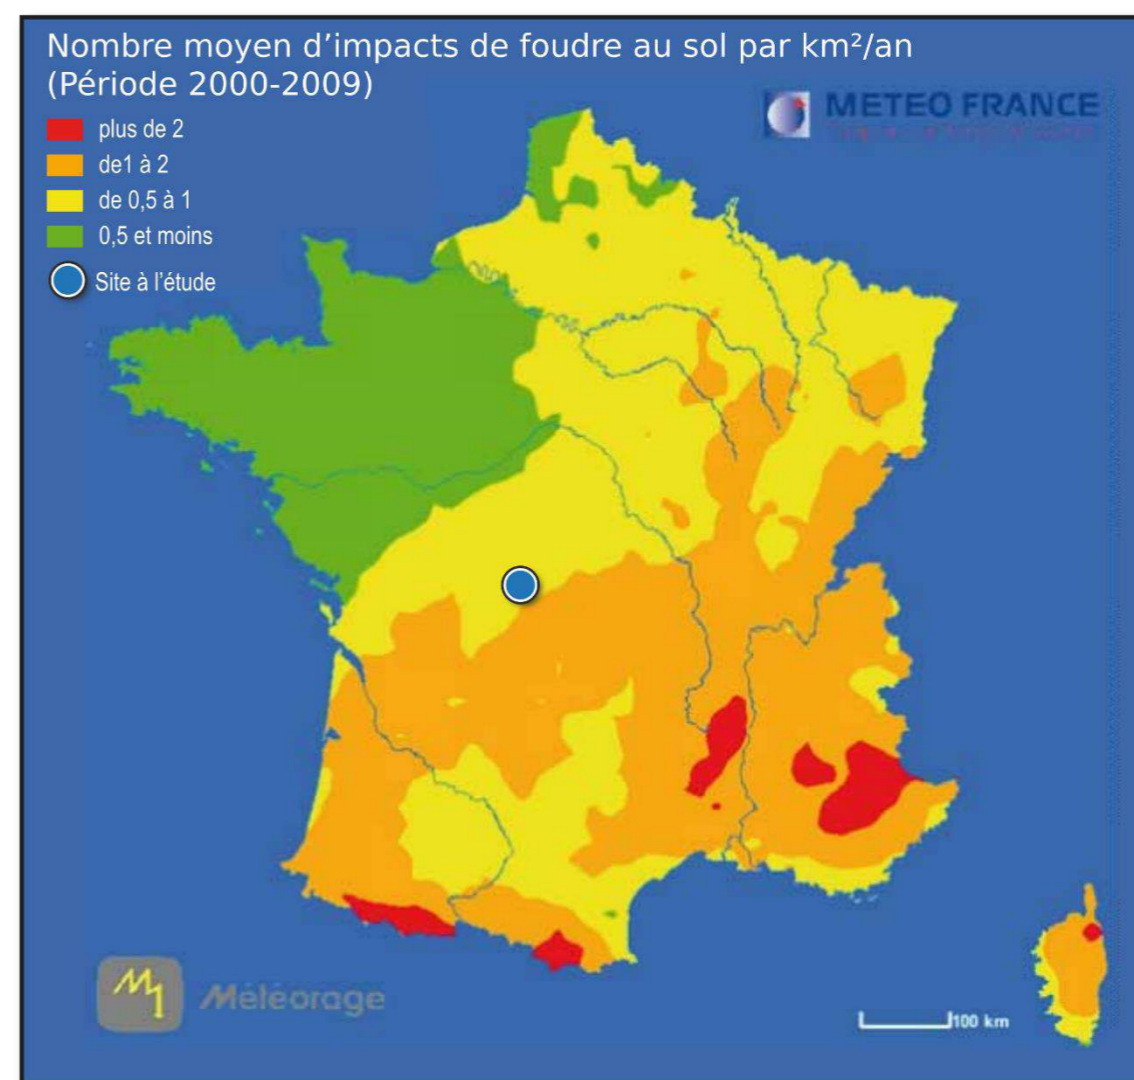 Nombre moyen d’impacts de foudre au sol par km²/an
(Période 2000-2009)
plus de 2
de1 à 2
de 0,5 à 1
0,5 et moins
Site à l’étude
METEO FRANCE
Météorage
100 km